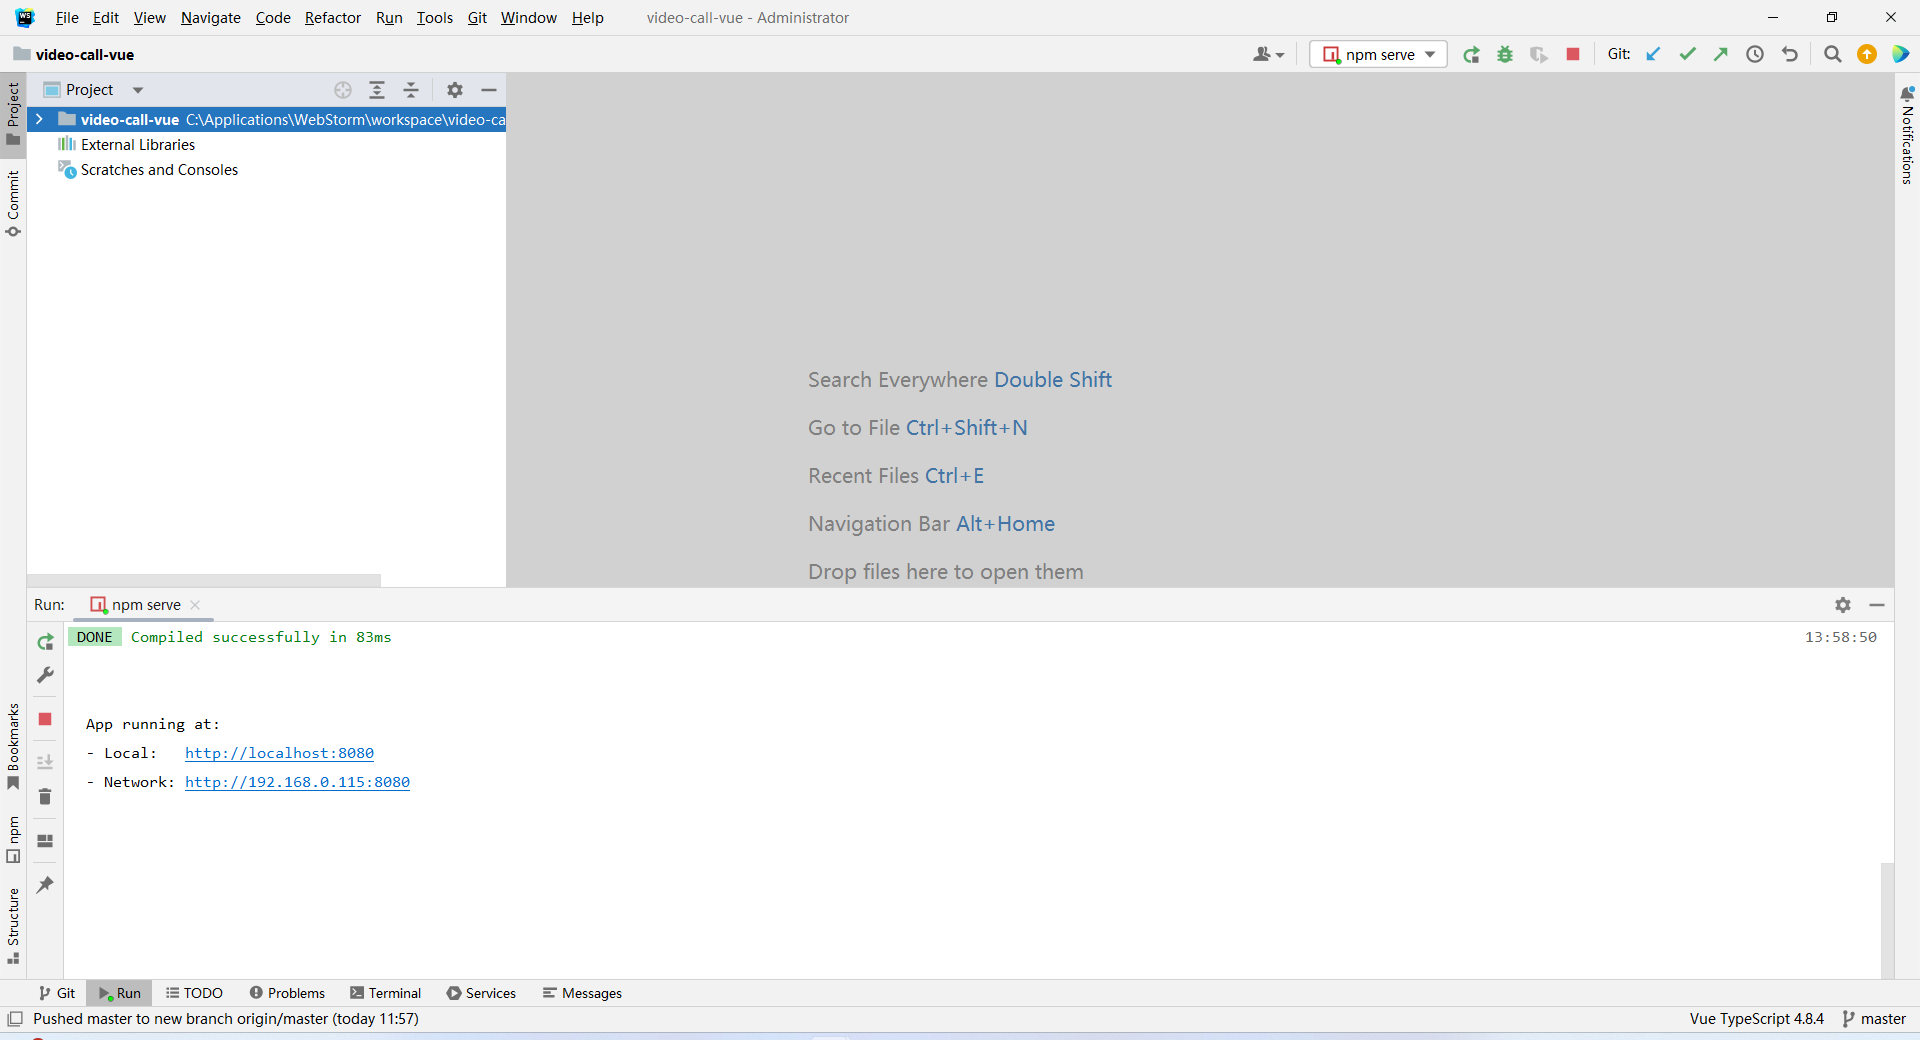 WS File Edit View Navigate Code Refactor Run Tools Git Window Help video-call-vue - Administrator
video-call-vue npm serve Git:
Project
video-call-vue C:\Applications\WebStorm\workspace\video-ca
External Libraries
Scratches and Consoles
Project
Commit
Bookmarks
npm
Structure
Notifications
Search Everywhere Double Shift
Go to File Ctrl+Shift+N
Recent Files Ctrl+E
Navigation Bar Alt+Home
Drop files here to open them
Run: npm serve
DONE Compiled successfully in 83ms 13:58:50
App running at:
- Local: http://localhost:8080
- Network: http://192.168.0.115:8080
Git Run TODO Problems Terminal Services Messages
Pushed master to new branch origin/master (today 11:57) Vue TypeScript 4.8.4 master